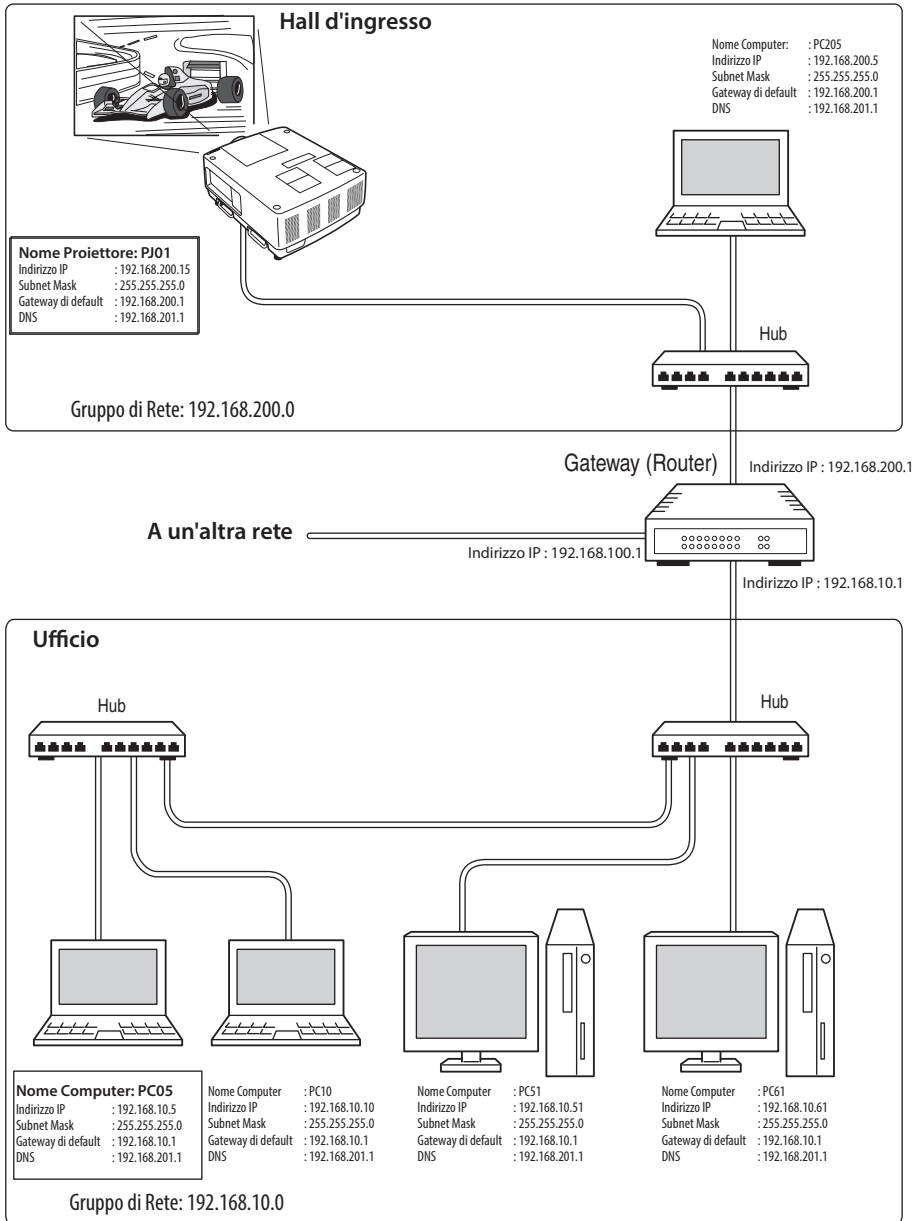 Hall d'ingresso
Nome Computer: : PC205
Indirizzo IP : 192.168.200.5
Subnet Mask : 255.255.255.0
Gateway di default : 192.168.200.1
DNS : 192.168.201.1
Nome Proiettore: PJ01
Indirizzo IP : 192.168.200.15
Subnet Mask : 255.255.255.0
Gateway di default : 192.168.200.1
DNS : 192.168.201.1
Hub
Gruppo di Rete: 192.168.200.0
Gateway (Router)
Indirizzo IP : 192.168.200.1
A un'altra rete
Indirizzo IP : 192.168.100.1
Indirizzo IP : 192.168.10.1
Ufficio
Hub
Hub
Nome Computer: PC05
Indirizzo IP : 192.168.10.5
Subnet Mask : 255.255.255.0
Gateway di default : 192.168.10.1
DNS : 192.168.201.1
Nome Computer : PC10
Indirizzo IP : 192.168.10.10
Subnet Mask : 255.255.255.0
Gateway di default : 192.168.10.1
DNS : 192.168.201.1
Nome Computer : PC51
Indirizzo IP : 192.168.10.51
Subnet Mask : 255.255.255.0
Gateway di default : 192.168.10.1
DNS : 192.168.201.1
Nome Computer : PC61
Indirizzo IP : 192.168.10.61
Subnet Mask : 255.255.255.0
Gateway di default : 192.168.10.1
DNS : 192.168.201.1
Gruppo di Rete: 192.168.10.0